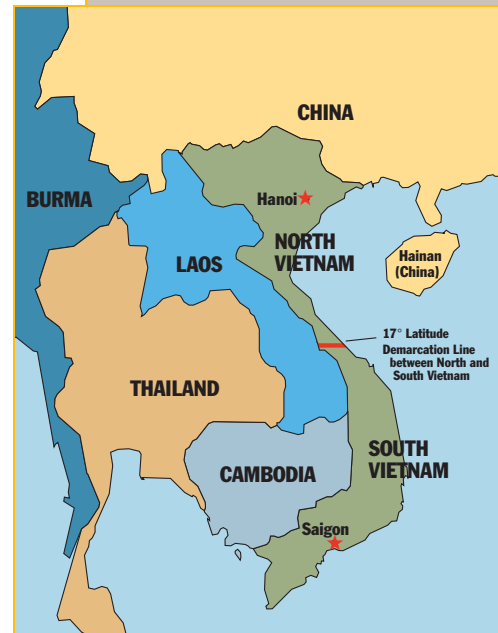 CHINA
BURMA
Hanoi
NORTH
VIETNAM
LAOS
Hainan
(China)
17° Latitude
Demarcation Line
between North and
South Vietnam
THAILAND
SOUTH
VIETNAM
CAMBODIA
Saigon